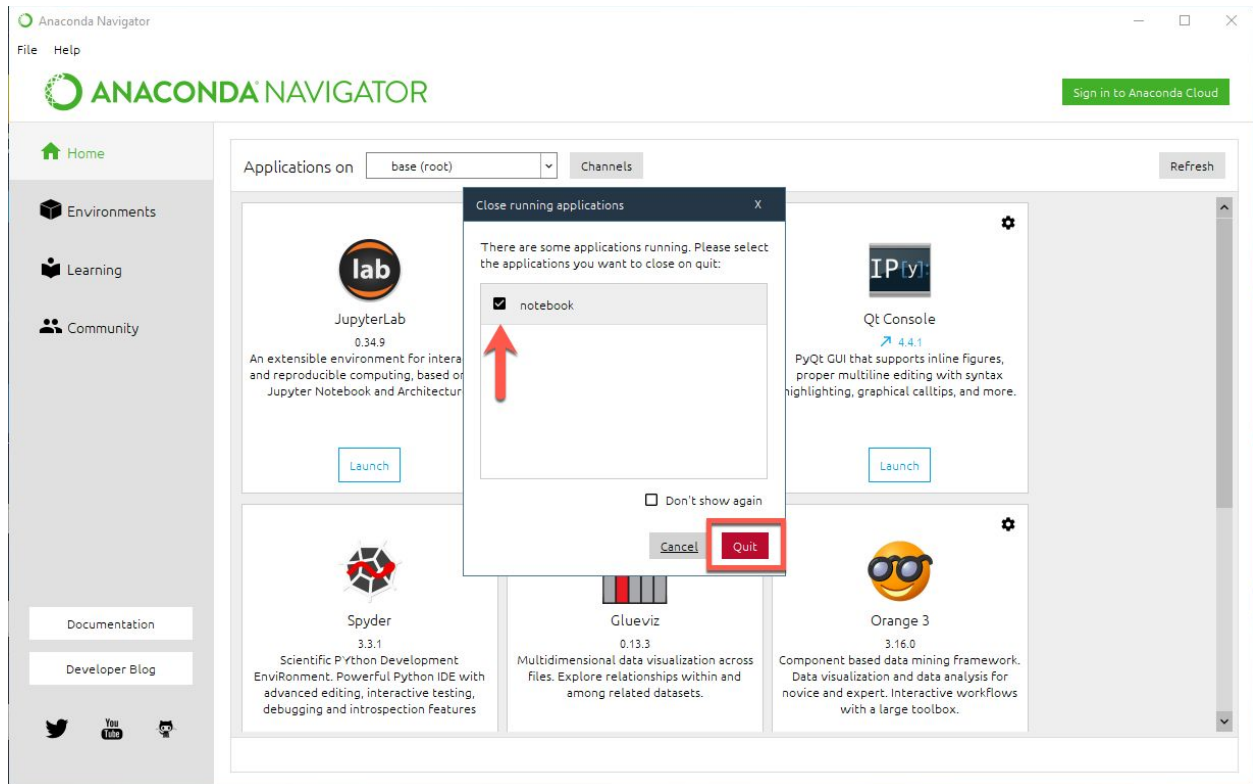 Anaconda Navigator
File Help
ANACONDA NAVIGATOR
Sign in to Anaconda Cloud
Home
Environments
Learning
Community
Documentation
Developer Blog
You
Tube
Applications on base (root) Channels Refresh
lab
JupyterLab
0.34.9
An extensible environment for intera
and reproducible computing, based on
Jupyter Notebook and Architectur
Launch
Close running applications X
There are some applications running. Please select
the applications you want to close on quit:
notebook
Don't show again
Cancel Quit
IP[y]:
Qt Console
4.4.1
PyQt GUI that supports inline figures,
proper multiline editing with syntax
highlighting, graphical calltips, and more.
Launch
Spyder
3.3.1
Scientific PYthon Development
EnviRonment. Powerful Python IDE with
advanced editing, interactive testing,
debugging and introspection features
Glueviz
0.13.3
Multidimensional data visualization across
files. Explore relationships within and
among related datasets.
Orange 3
3.16.0
Component based data mining framework.
Data visualization and data analysis for
novice and expert. Interactive workflows
with a large toolbox.